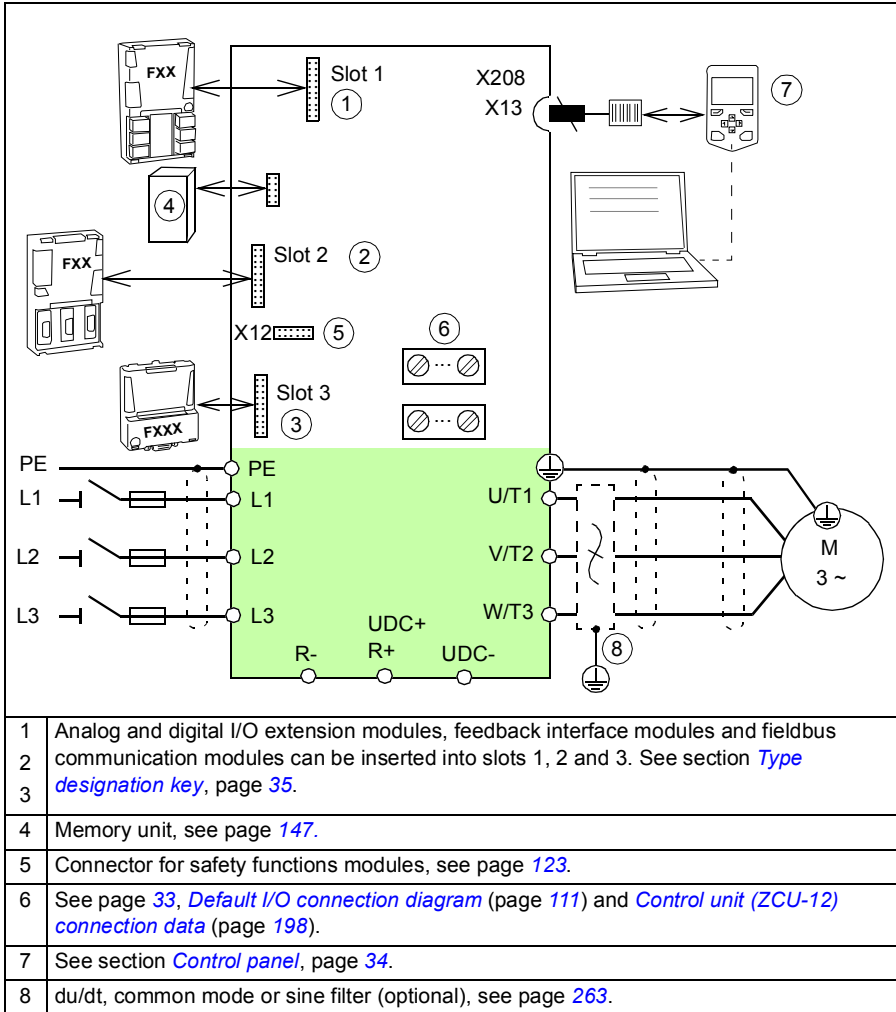 FXX
Slot 1
1
X208
X13
7
4
FXX
Slot 2
2
X12
5
6
Slot 3
3
FXXX
PE
PE
L1
L1
U/T1
L2
L2
V/T2
M
3 ~
L3
L3
W/T3
UDC+
R-
R+
UDC-
8
1
2
3
Analog and digital I/O extension modules, feedback interface modules and fieldbus
communication modules can be inserted into slots 1, 2 and 3. See section Type
designation key, page 35.
4 Memory unit, see page 147.
5 Connector for safety functions modules, see page 123.
6 See page 33, Default I/O connection diagram (page 111) and Control unit (ZCU-12)
connection data (page 198).
7 See section Control panel, page 34.
8 du/dt, common mode or sine filter (optional), see page 263.